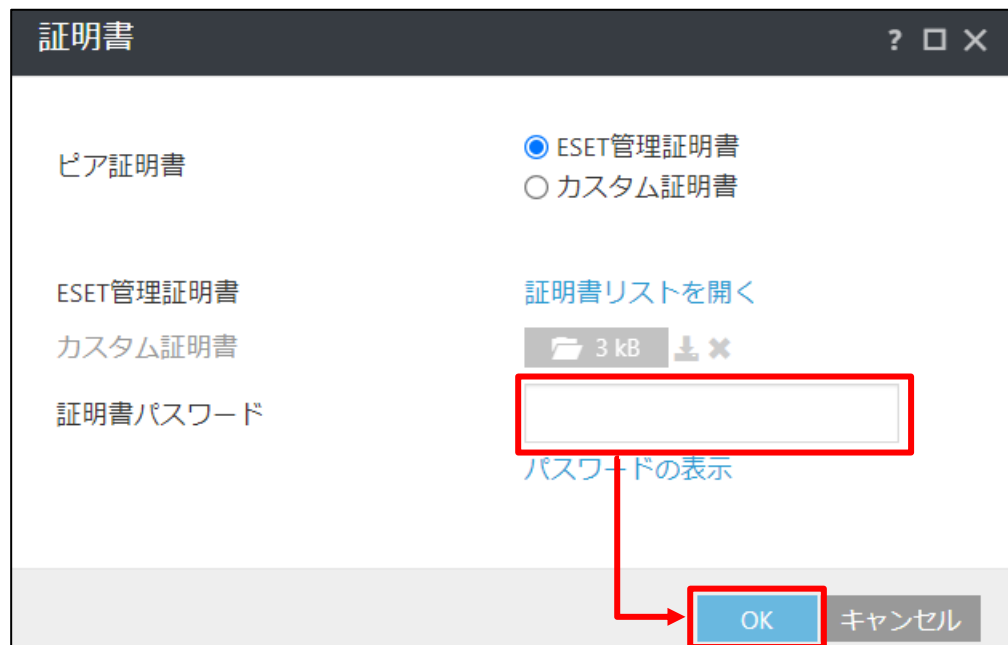 証明書
?
ピア証明書
ESET管理証明書
カスタム証明書
ESET管理証明書
証明書リストを開く
カスタム証明書
3 kB
証明書パスワード
パスワードの表示
OK
キャンセル